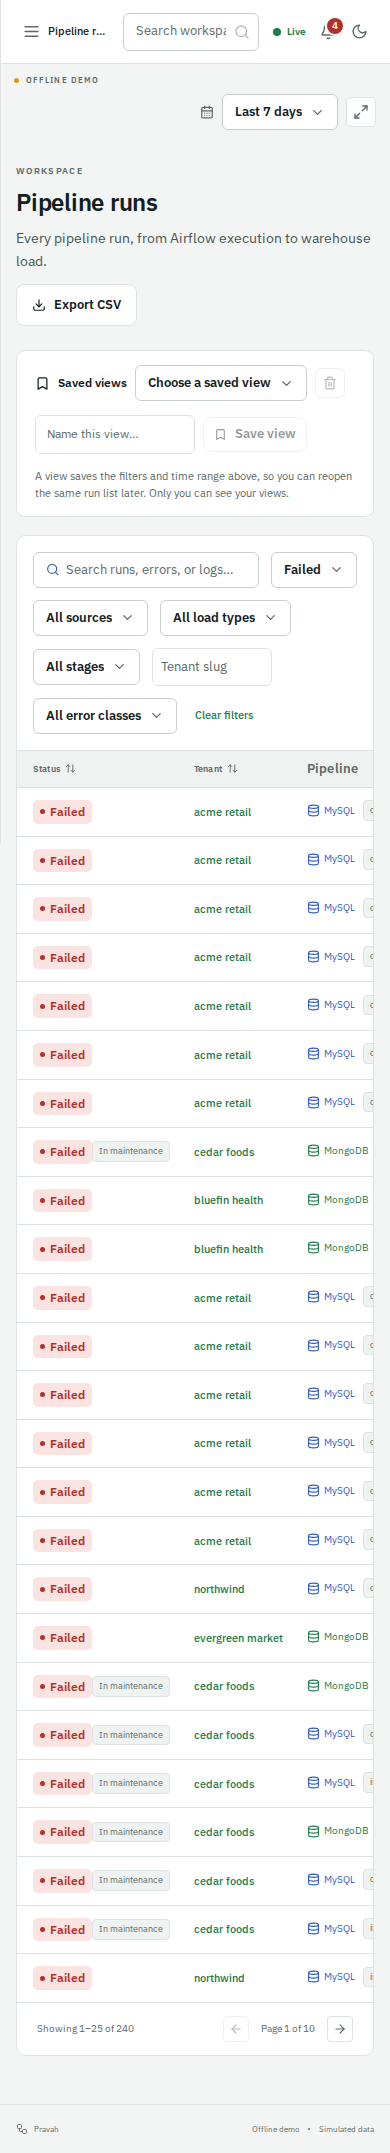 Pipeline r... Search workspa Live 4
OFFLINE DEMO
Last 7 days
WORKSPACE
Pipeline runs
Every pipeline run, from Airflow execution to warehouse
load.
Export CSV
Saved views Choose a saved view
Name this view... Save view
A view saves the filters and time range above, so you can reopen
the same run list later. Only you can see your views.
Search runs, errors, or logs... Failed
All sources All load types
All stages Tenant slug
All error classes Clear filters
Status Tenant Pipeline
Failed acme retail MySQL
Failed acme retail MySQL
Failed acme retail MySQL
Failed acme retail MySQL
Failed acme retail MySQL
Failed acme retail MySQL
Failed acme retail MySQL
Failed In maintenance cedar foods MongoDB
Failed bluefin health MongoDB
Failed bluefin health MongoDB
Failed acme retail MySQL
Failed acme retail MySQL
Failed acme retail MySQL
Failed acme retail MySQL
Failed acme retail MySQL
Failed acme retail MySQL
Failed northwind MySQL
Failed evergreen market MongoDB
Failed In maintenance cedar foods MongoDB
Failed In maintenance cedar foods MySQL
Failed In maintenance cedar foods MySQL
Failed In maintenance cedar foods MongoDB
Failed In maintenance cedar foods MySQL
Failed In maintenance cedar foods MySQL
Failed northwind MySQL
Showing 1–25 of 240 Page 1 of 10
Pravah Offline demo • Simulated data